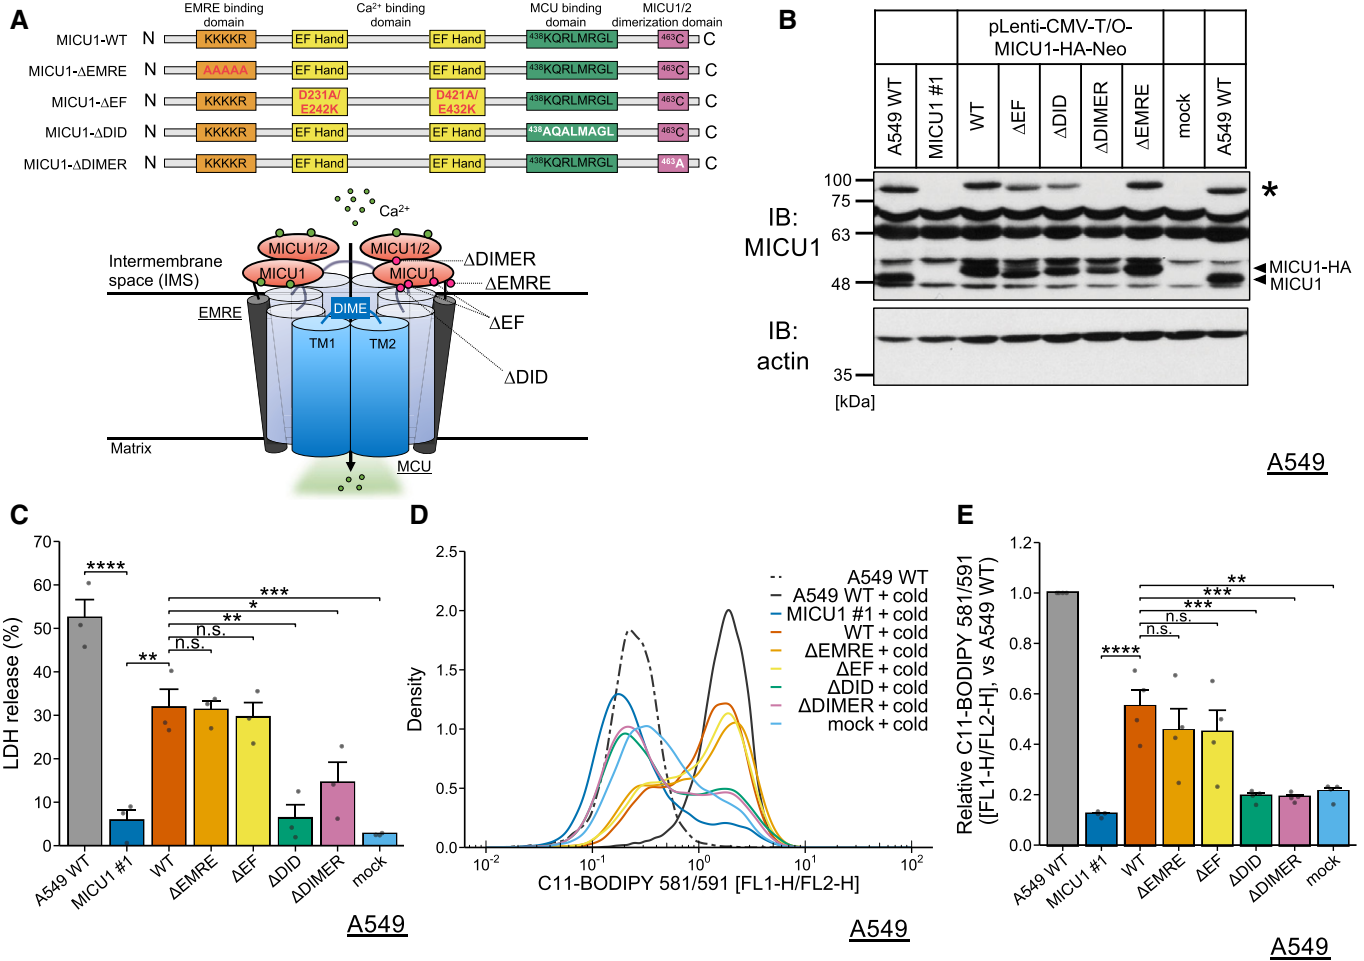 A
EMRE binding domain
Ca²⁺ binding domain
MCU binding domain
MICU1/2 dimerization domain
MICU1-WT N KKKKR EF Hand EF Hand ⁴³⁸KQRLMRGL ⁴⁶³C C
MICU1-ΔEMRE N AAAAA EF Hand EF Hand ⁴³⁸KQRLMRGL ⁴⁶³C C
MICU1-ΔEF N KKKKR D231A/E242K D421A/E432K ⁴³⁸KQRLMRGL ⁴⁶³C C
MICU1-ΔDID N KKKKR EF Hand EF Hand ⁴³⁸AQALMAGL ⁴⁶³C C
MICU1-ΔDIMER N KKKKR EF Hand EF Hand ⁴³⁸KQRLMRGL ⁴⁶³A C
Ca²⁺
MICU1/2 MICU1/2
MICU1 MICU1
Intermembrane
space (IMS)
ΔDIMER
ΔEMRE
EMRE
DIME
ΔEF
TM1 TM2
ΔDID
Matrix
MCU
B
pLenti-CMV-T/O-
MICU1-HA-Neo
A549 WT
MICU1 #1
WT
ΔEF
ΔDID
ΔDIMER
ΔEMRE
mock
A549 WT
IB:
MICU1
100
75
63
48
*
MICU1-HA
MICU1
IB:
actin
35
[kDa]
A549
C
LDH release (%)
70
60
50
40
30
20
10
0
****
**
n.s.
n.s.
**
*
***
A549 WT
MICU1 #1
WT
ΔEMRE
ΔEF
ΔDID
ΔDIMER
mock
A549
D
Density
2.5
2.0
1.5
1.0
0.5
0.0
10⁻² 10⁻¹ 10⁰ 10¹ 10²
C11-BODIPY 581/591 [FL1-H/FL2-H]
A549 WT
A549 WT + cold
MICU1 #1 + cold
WT + cold
ΔEMRE + cold
ΔEF + cold
ΔDID + cold
ΔDIMER + cold
mock + cold
A549
E
Relative C11-BODIPY 581/591
([FL1-H/FL2-H], vs A549 WT)
1.2
1.0
0.8
0.6
0.4
0.2
0.0
****
n.s.
n.s.
***
***
**
A549 WT
MICU1 #1
WT
ΔEMRE
ΔEF
ΔDID
ΔDIMER
mock
A549